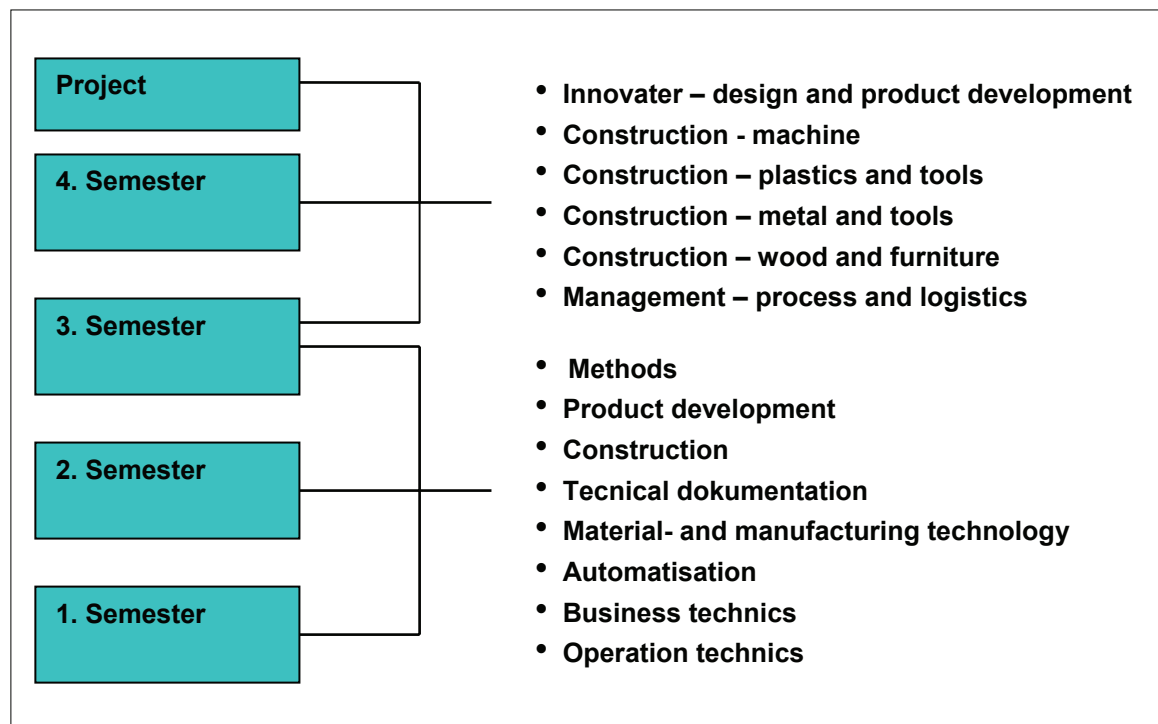 Project
4. Semester
3. Semester
2. Semester
1. Semester
• Innovater – design and product development
• Construction - machine
• Construction – plastics and tools
• Construction – metal and tools
• Construction – wood and furniture
• Management – process and logistics
• Methods
• Product development
• Construction
• Tecnical dokumentation
• Material- and manufacturing technology
• Automatisation
• Business technics
• Operation technics